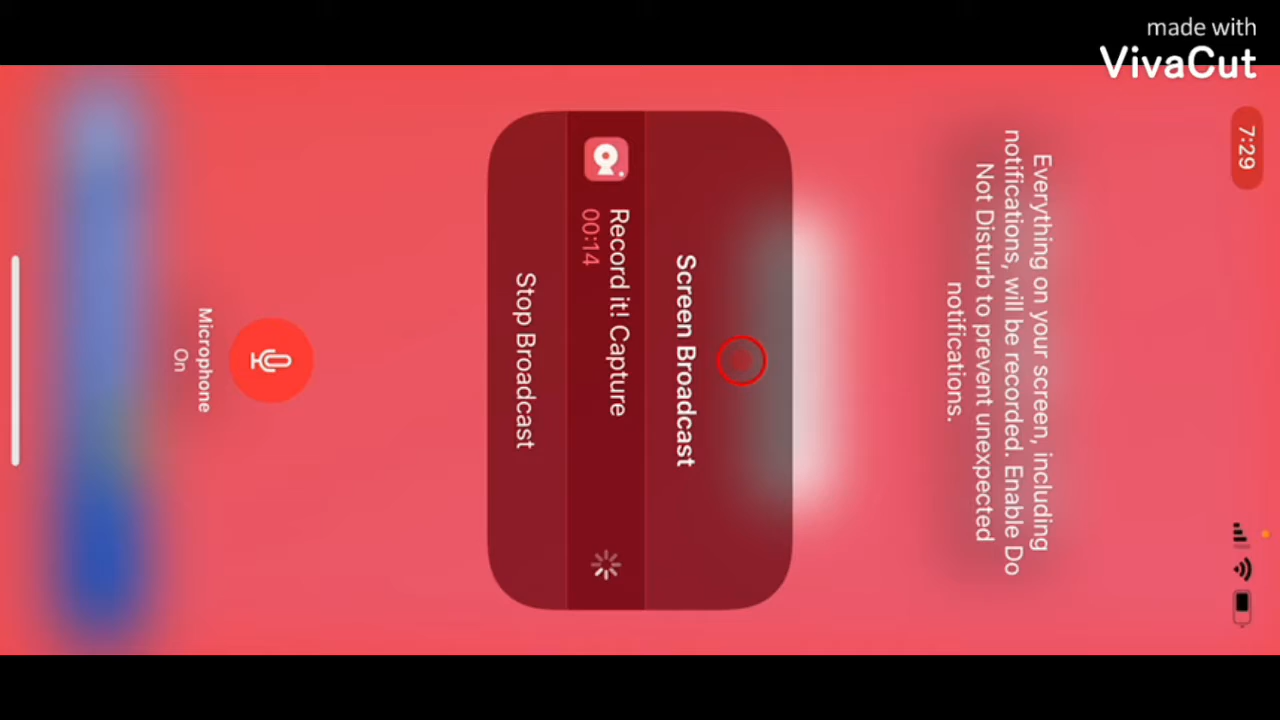 made with
VivaCut
7:29
Everything on your screen, including
notifications, will be recorded. Enable Do
Not Disturb to prevent unexpected
notifications.
Screen Broadcast
Record it! Capture
00:14
Stop Broadcast
Microphone
On